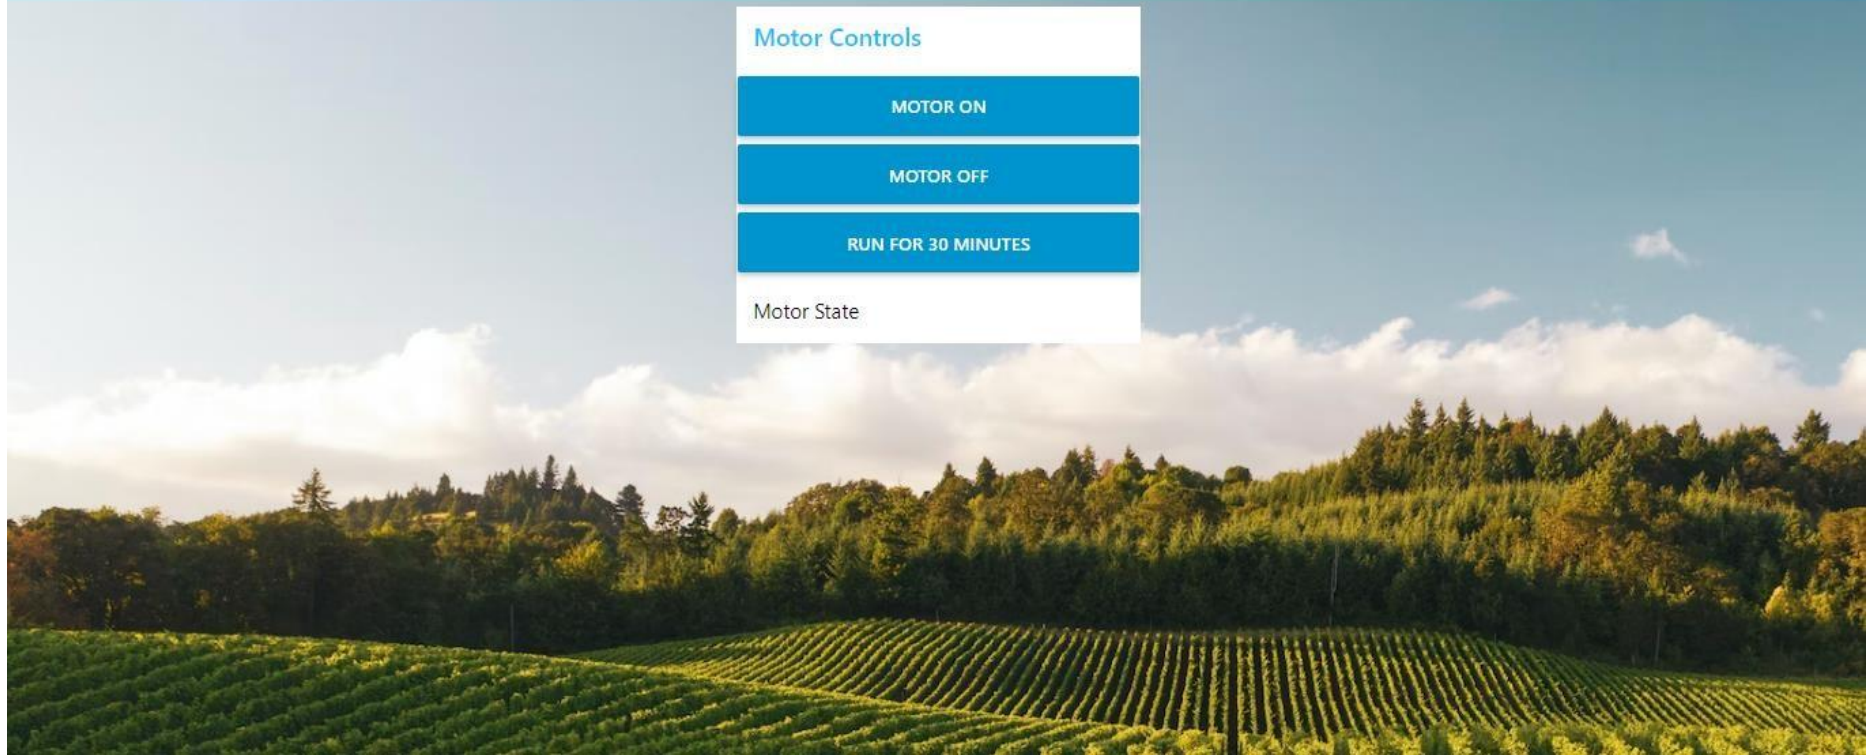 Motor Controls
MOTOR ON
MOTOR OFF
RUN FOR 30 MINUTES
Motor State